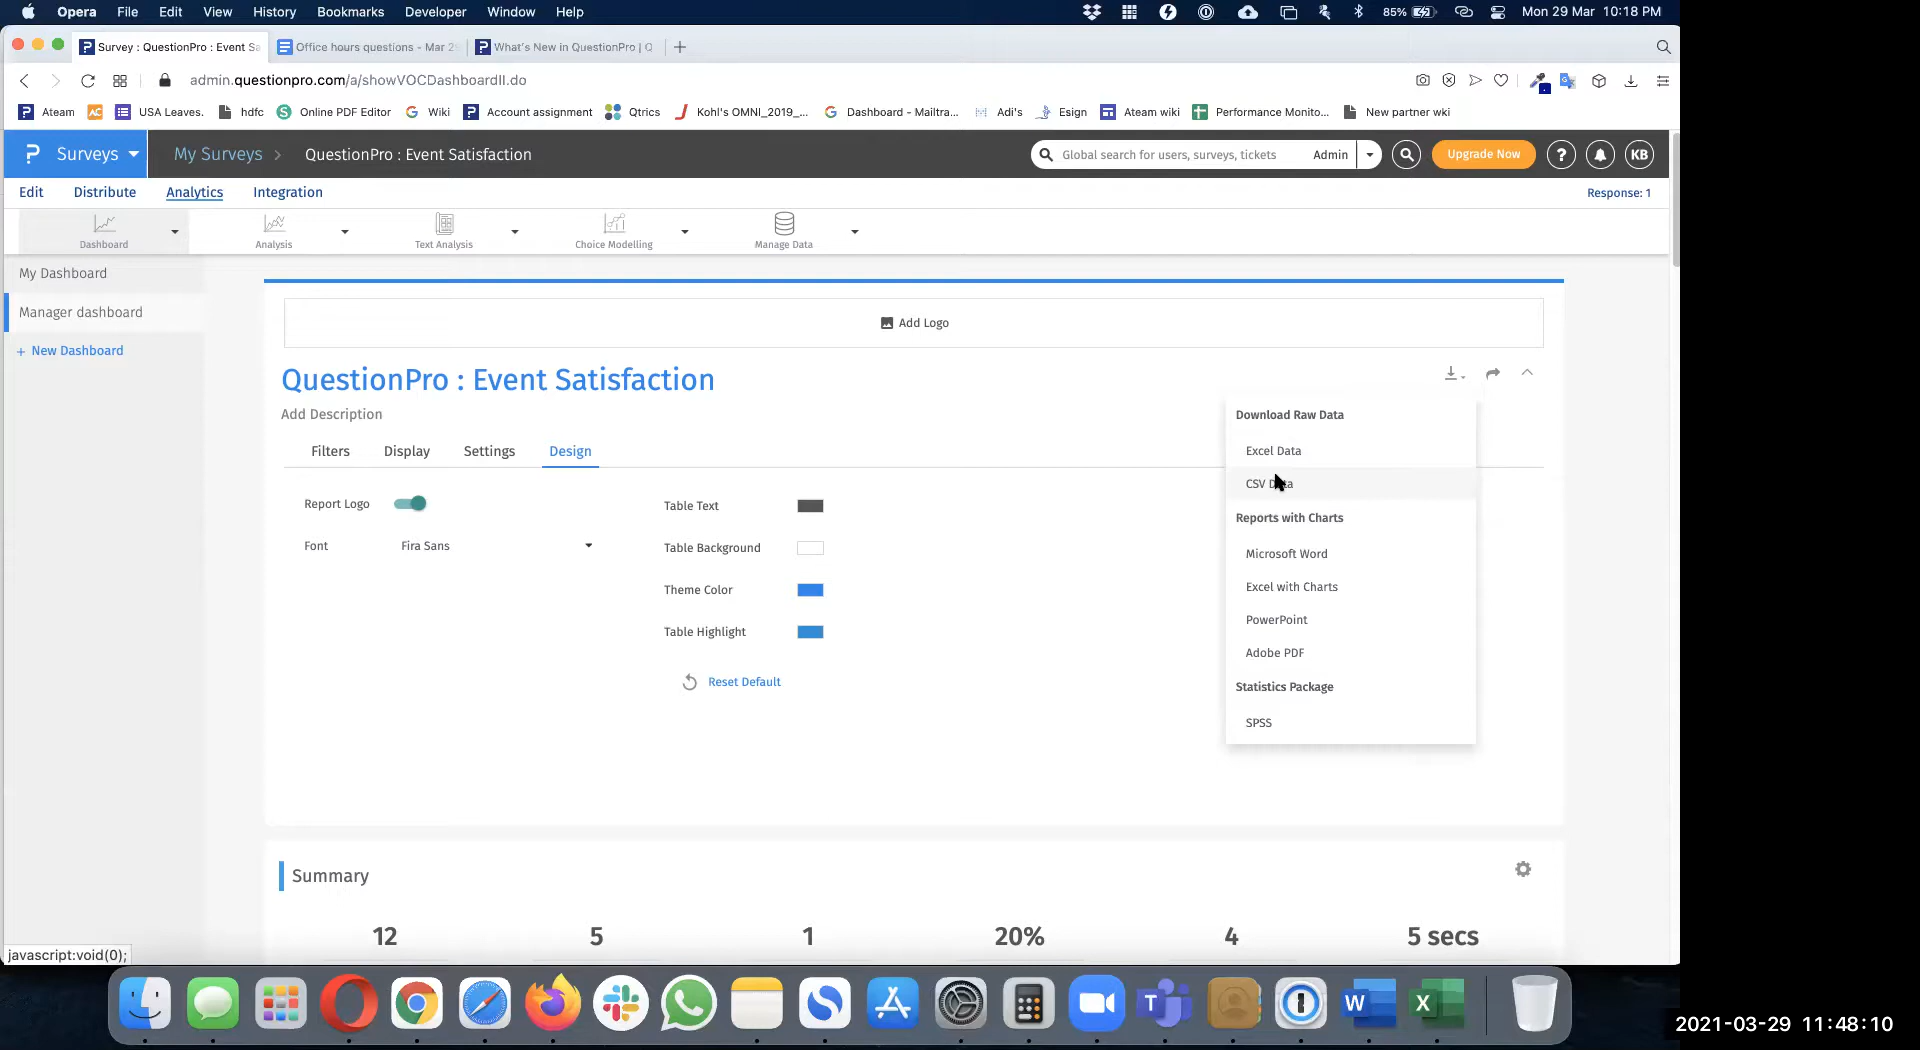 Opera File Edit View History Bookmarks Developer Window Help 85% Mon 29 Mar 10:18 PM
Survey : QuestionPro : Event Sa Office hours questions - Mar 2 What's New in QuestionPro | Q
admin.questionpro.com/a/showVOCDashboardII.do
Ateam USA Leaves. hdfc Online PDF Editor Wiki Account assignment Qtrics Kohl's OMNI_2019_... Dashboard - Mailtra... Adi's Esign Ateam wiki Performance Monito... New partner wki
Surveys My Surveys > QuestionPro : Event Satisfaction Global search for users, surveys, tickets Admin Upgrade Now ? KB
Edit Distribute Analytics Integration Response: 1
Dashboard Analysis Text Analysis Choice Modelling Manage Data
My Dashboard
Manager dashboard
+ New Dashboard
Add Logo
QuestionPro : Event Satisfaction
Add Description
Filters Display Settings Design
Report Logo
Font Fira Sans
Table Text
Table Background
Theme Color
Table Highlight
Reset Default
Download Raw Data
Excel Data
CSV Data
Reports with Charts
Microsoft Word
Excel with Charts
PowerPoint
Adobe PDF
Statistics Package
SPSS
Summary
12 5 1 20% 4 5 secs
javascript:void(0);
2021-03-29 11:48:10